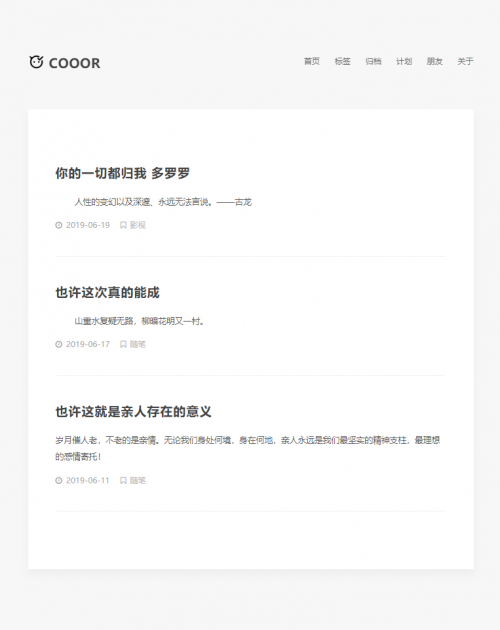 COOOR
首页 标签 归档 计划 朋友 关于
你的一切都归我 多罗罗
人性的变幻以及深邃、永远无法言说。——古龙
2019-06-19 影视
也许这次真的能成
山重水复疑无路，柳暗花明又一村。
2019-06-17 随笔
也许这就是亲人存在的意义
岁月催人老，不老的是亲情。无论我们身处何境，身在何地，亲人永远是我们最坚实的精神支柱，最理想
的感情寄托！
2019-06-11 随笔